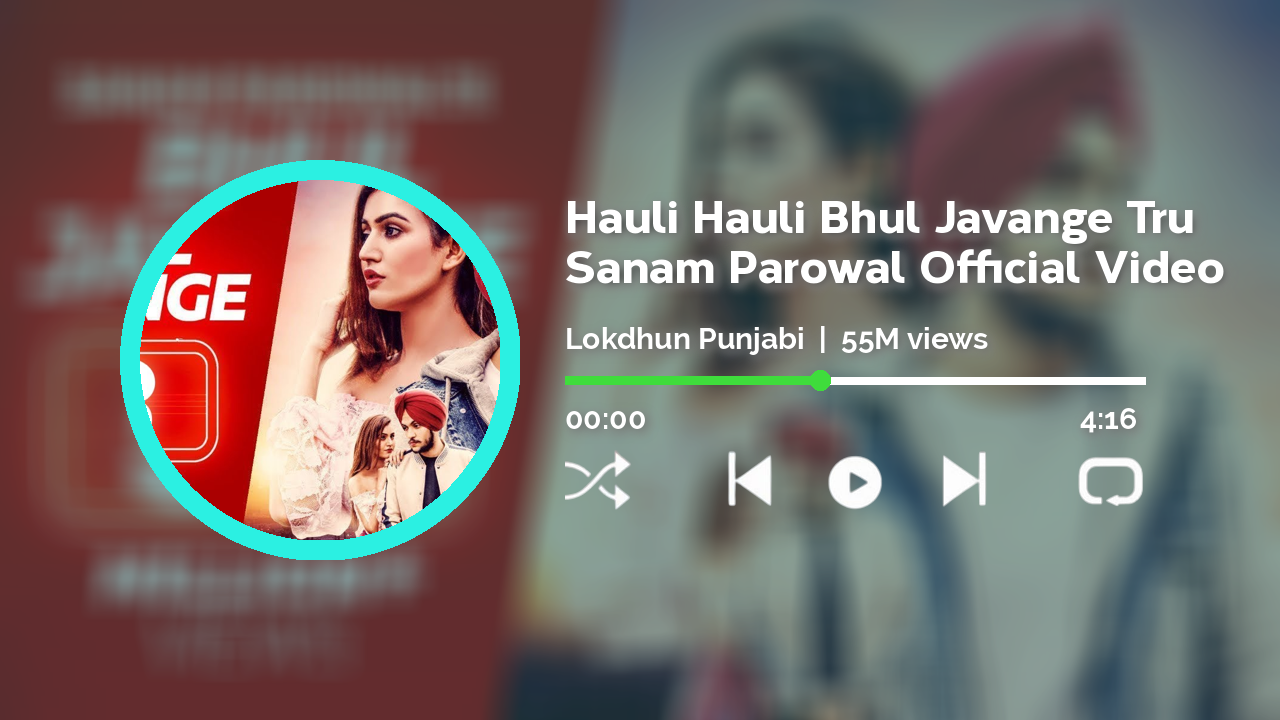 Hauli Hauli Bhul Javange Tru
Sanam Parowal Official Video
Lokdhun Punjabi | 55M views
00:00
4:16